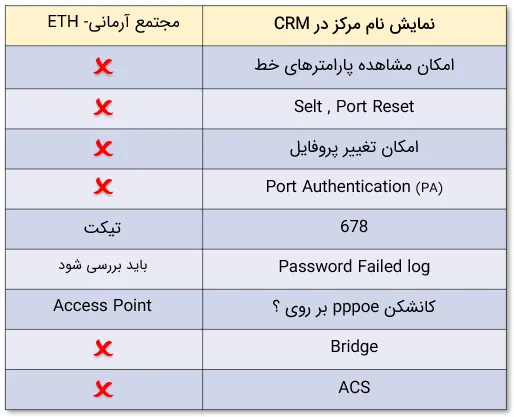 نمایش نام مرکز در CRM	مجتمع آرمانی- ETH
امکان مشاهده پارامترهای خط
Selt , Port Reset
امکان تغییر پروفایل
Port Authentication (PA)
678	تیکت
Password Failed log	باید بررسی شود
کانشکن pppoe بر روی ؟	Access Point
Bridge
ACS